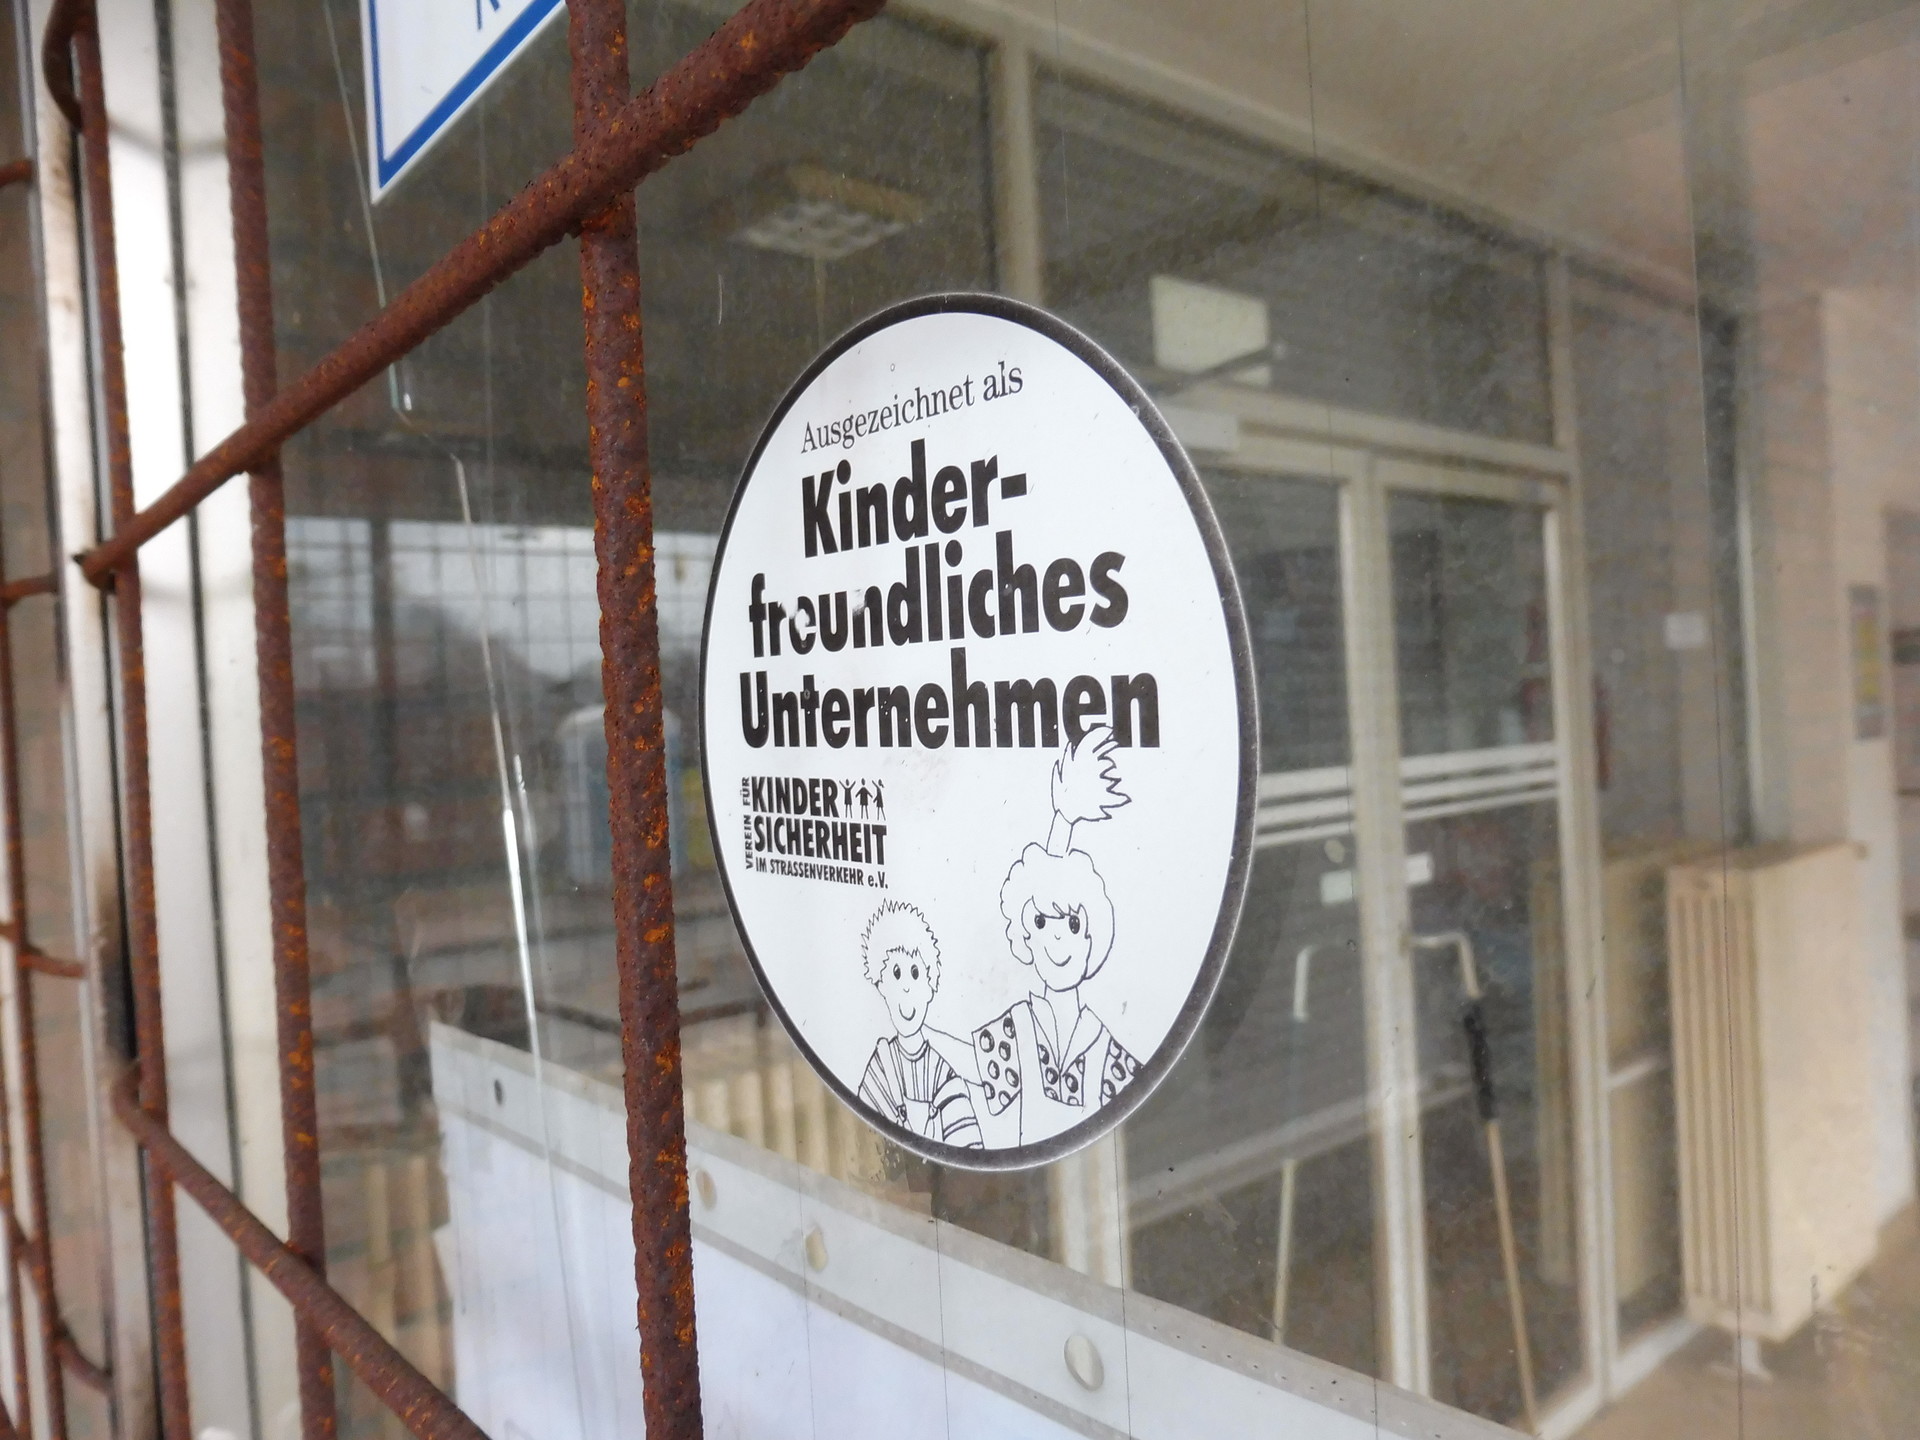 Ausgezeichnet als
Kinder-
freundliches
Unternehmen
VEREIN FÜR
KINDER
SICHERHEIT
IM STRASSENVERKEHR e.V.